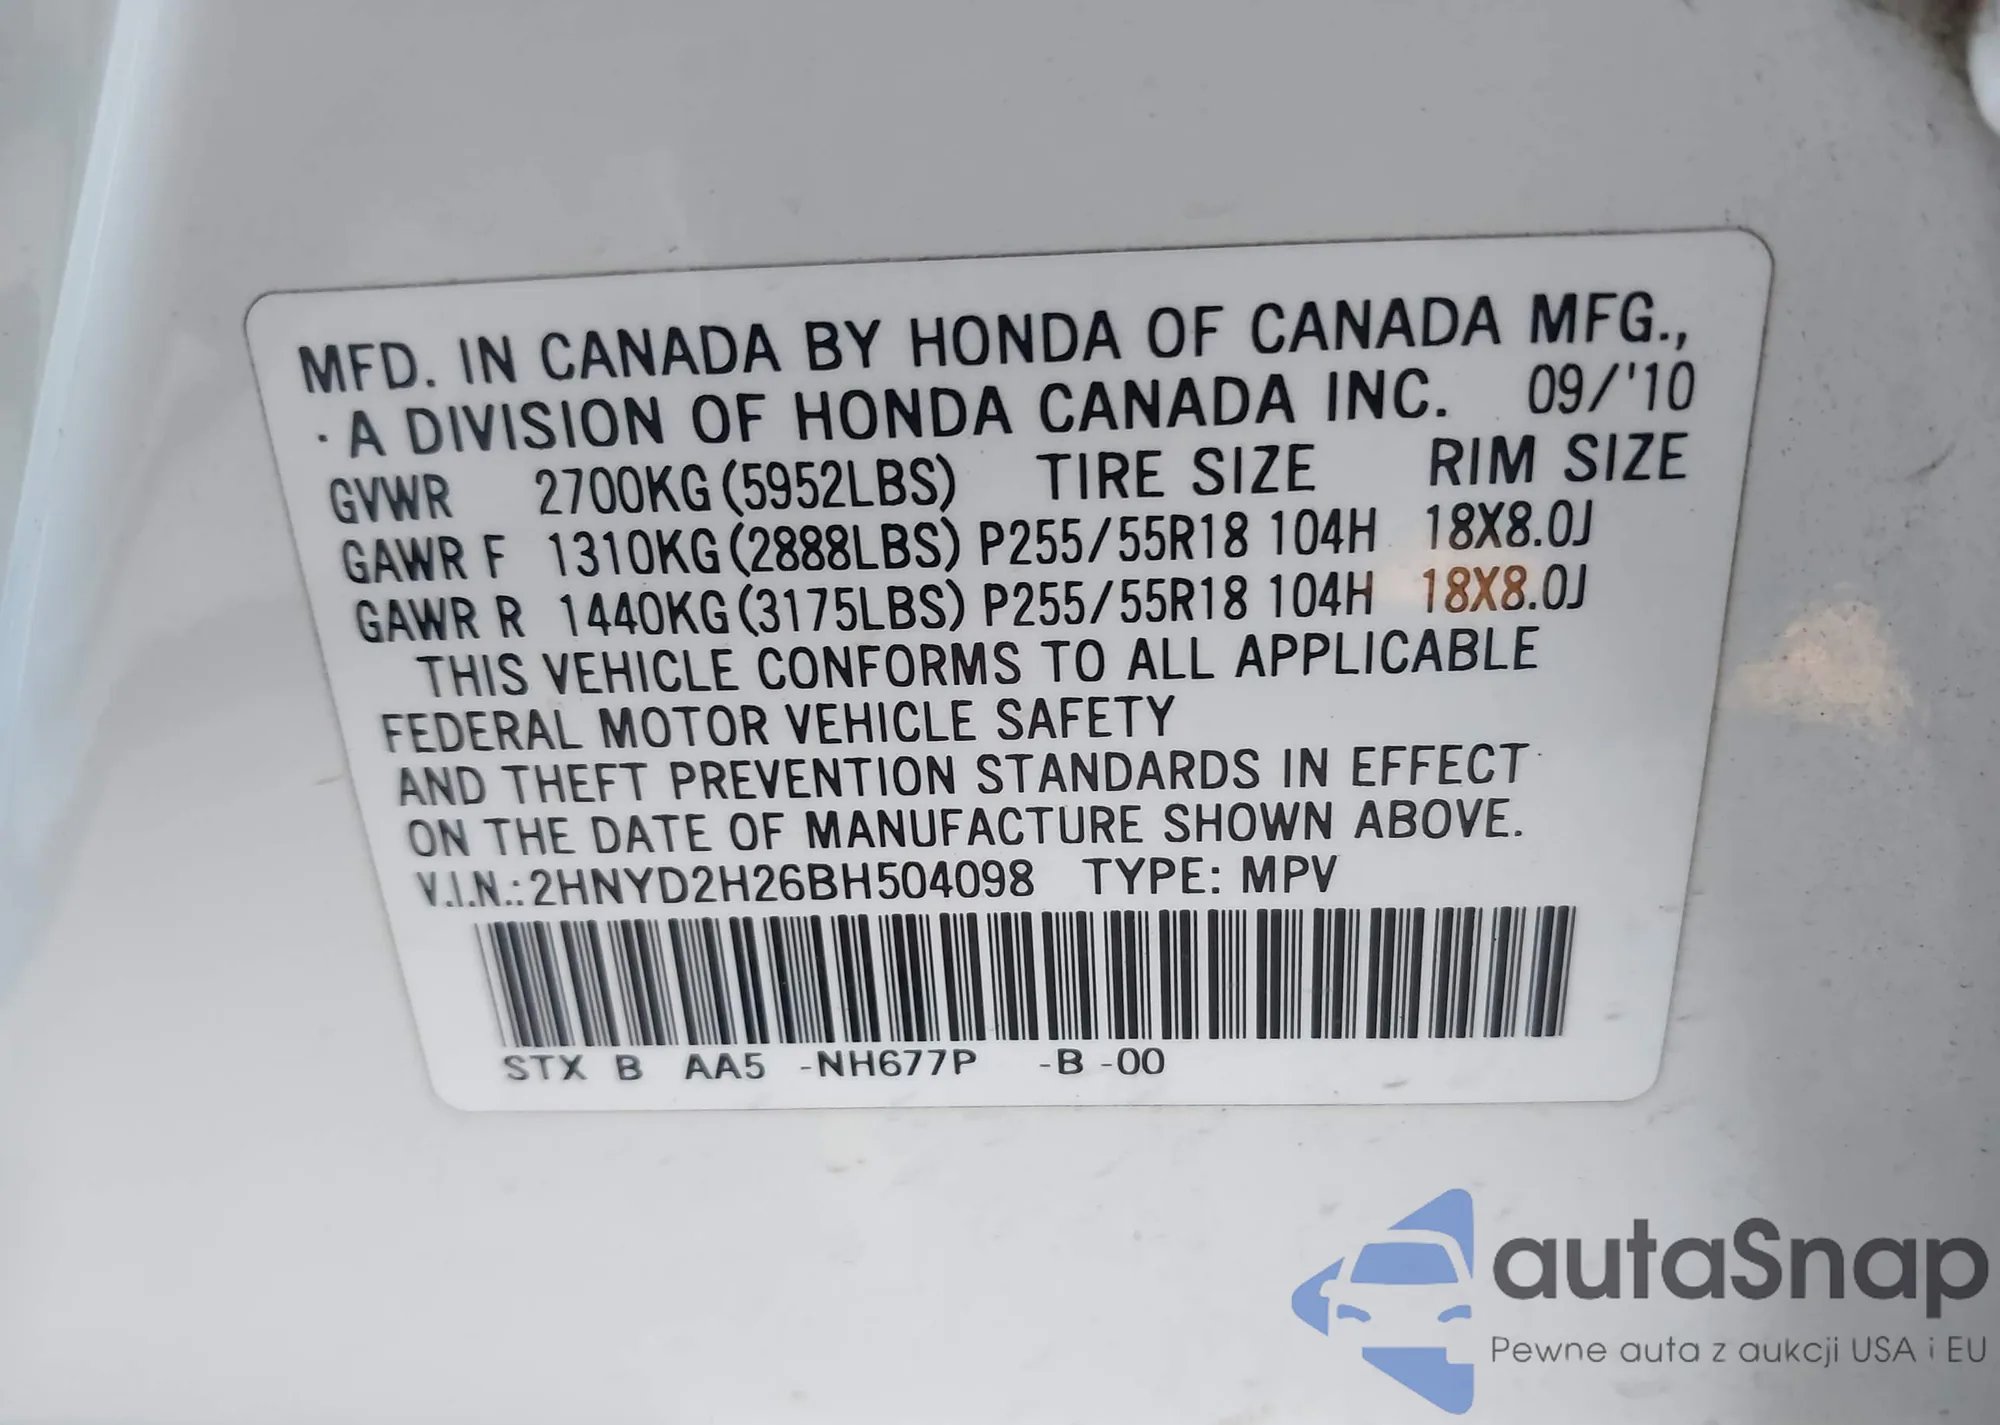 MFD. IN CANADA BY HONDA OF CANADA MFG.,
A DIVISION OF HONDA CANADA INC. 09/'10
GVWR 2700KG (5952LBS) TIRE SIZE RIM SIZE
GAWR F 1310KG (2888LBS) P255/55R18 104H 18X8.0J
GAWR R 1440KG (3175LBS) P255/55R18 104H 18X8.0J
THIS VEHICLE CONFORMS TO ALL APPLICABLE
FEDERAL MOTOR VEHICLE SAFETY
AND THEFT PREVENTION STANDARDS IN EFFECT
ON THE DATE OF MANUFACTURE SHOWN ABOVE.
V.I.N.: 2HNYD2H26BH504098 TYPE: MPV
STX B AA5 -NH677P -B -00
autaSnap
Pewne auta z aukcji USA i EU